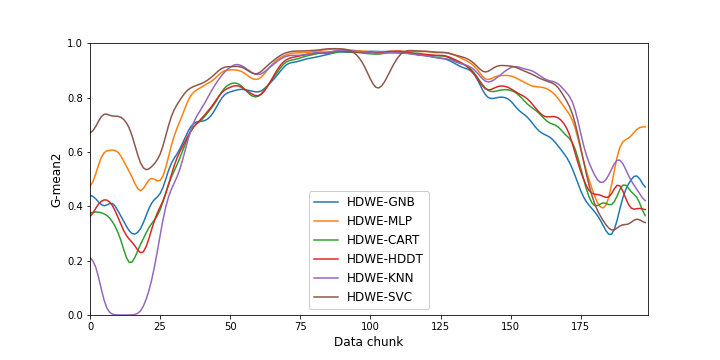 1.0
0.8
0.6
0.4
0.2
0.0
G-mean2
HDWE-GNB
HDWE-MLP
HDWE-CART
HDWE-HDDT
HDWE-KNN
HDWE-SVC
0 25 50 75 100 125 150 175
Data chunk